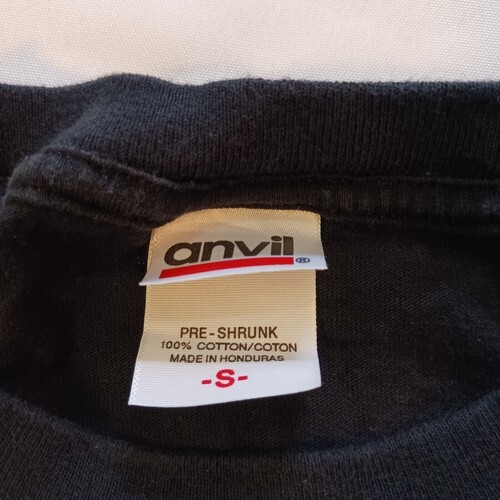 anvil®
PRE-SHRUNK
100% COTTON/COTON
MADE IN HONDURAS
-S-